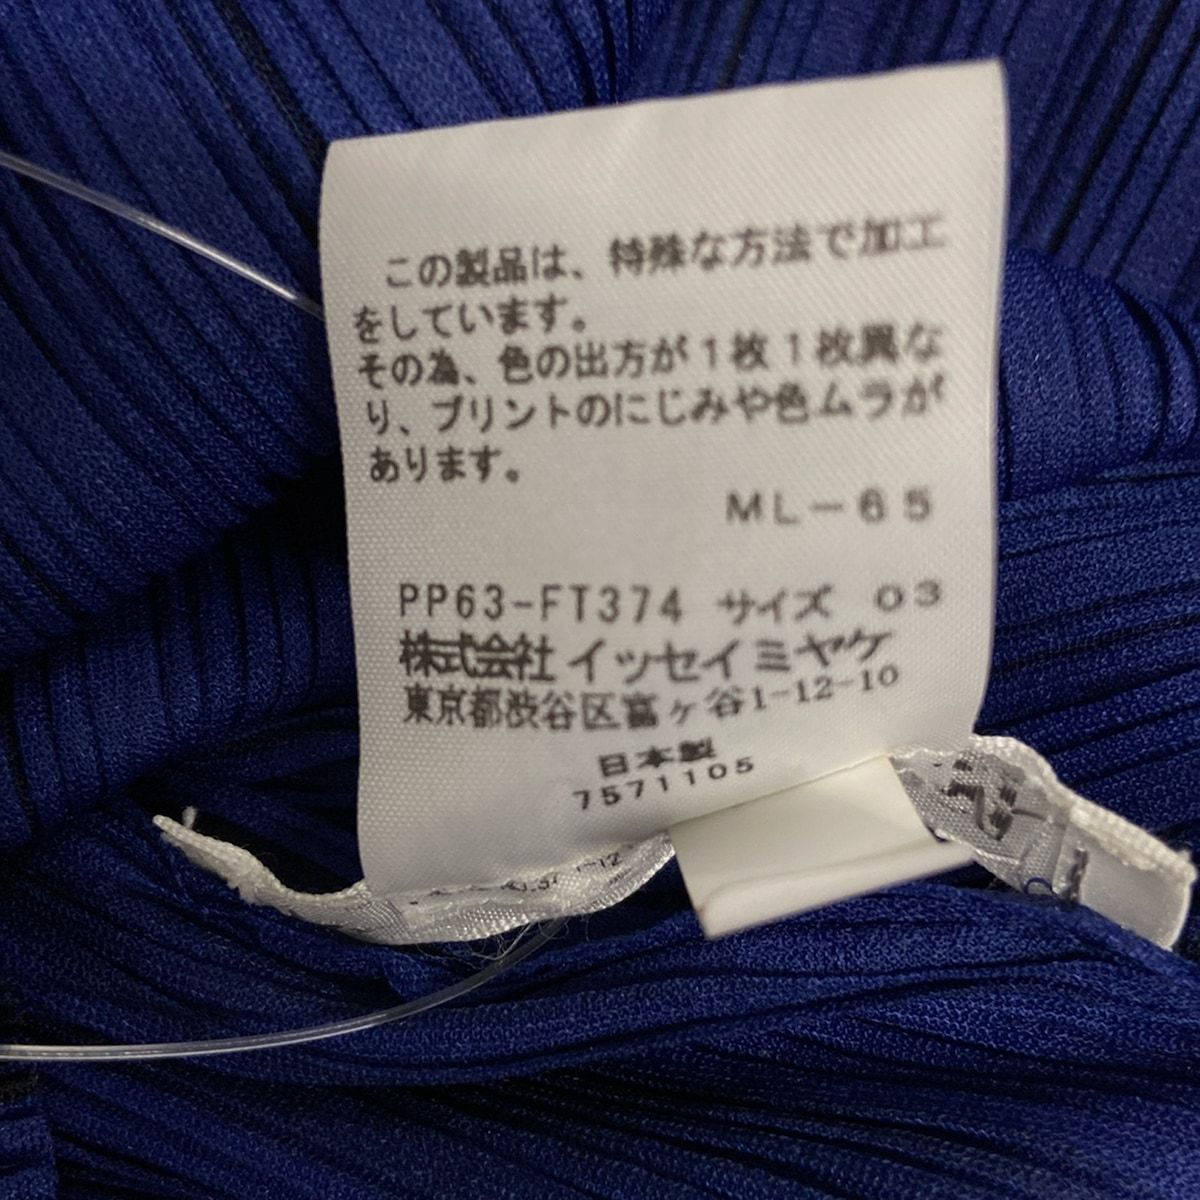 この製品は、特殊な方法で加工
をしています。
その為、色の出方が1枚1枚異な
り、プリントのにじみや色ムラが
あります。
ML-65
PP63-FT374 サイズ 03
株式会社イッセイミヤケ
東京都渋谷区富ヶ谷1-12-10
日本製
7571105